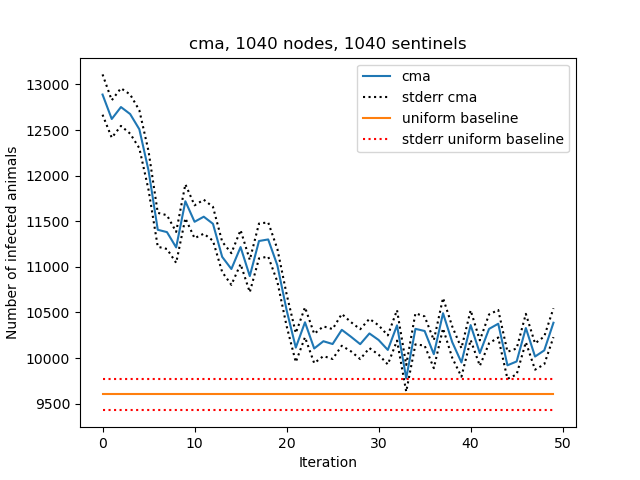 cma, 1040 nodes, 1040 sentinels
cma
stderr cma
uniform baseline
stderr uniform baseline
Number of infected animals
13000
12500
12000
11500
11000
10500
10000
9500
0 10 20 30 40 50
Iteration